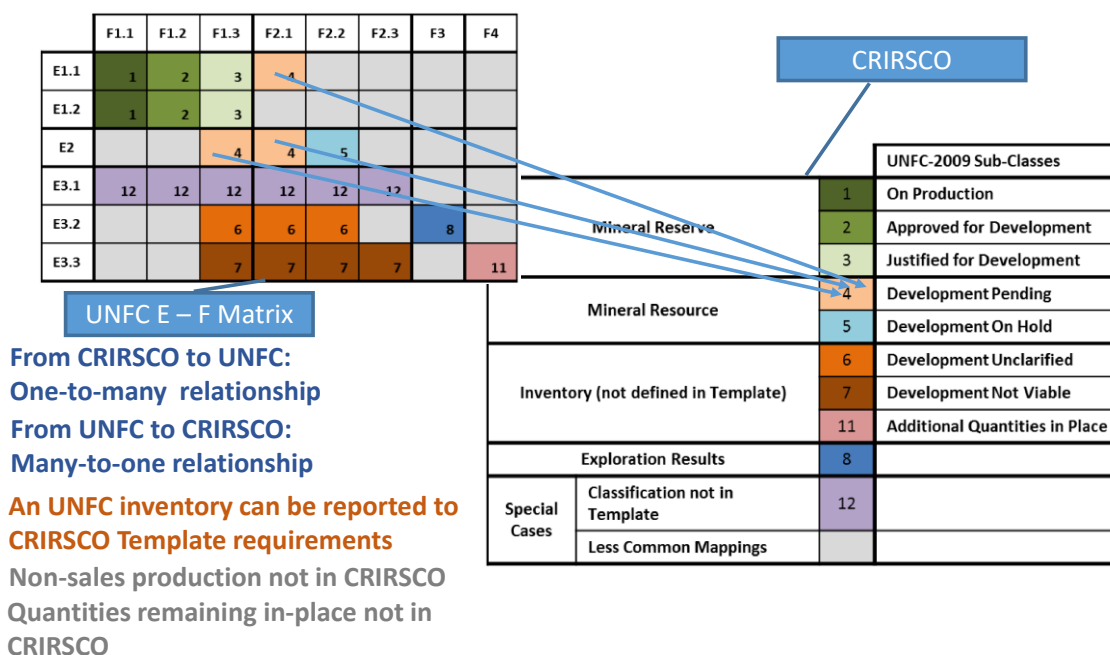 F1.1 F1.2 F1.3 F2.1 F2.2 F2.3 F3 F4
E1.1 1 2 3 4
E1.2 1 2 3
E2 4 4 5
E3.1 12 12 12 12 12 12
E3.2 6 6 6 8
E3.3 7 7 7 7 11
UNFC E – F Matrix
From CRIRSCO to UNFC:
One-to-many relationship
From UNFC to CRIRSCO:
Many-to-one relationship
An UNFC inventory can be reported to
CRIRSCO Template requirements
Non-sales production not in CRIRSCO
Quantities remaining in-place not in
CRIRSCO
CRIRSCO
UNFC-2009 Sub-Classes
Mineral Reserve
1 On Production
2 Approved for Development
3 Justified for Development
Mineral Resource
4 Development Pending
5 Development On Hold
Inventory (not defined in Template)
6 Development Unclarified
7 Development Not Viable
11 Additional Quantities in Place
Exploration Results 8
Special
Cases
Classification not in
Template
12
Less Common Mappings